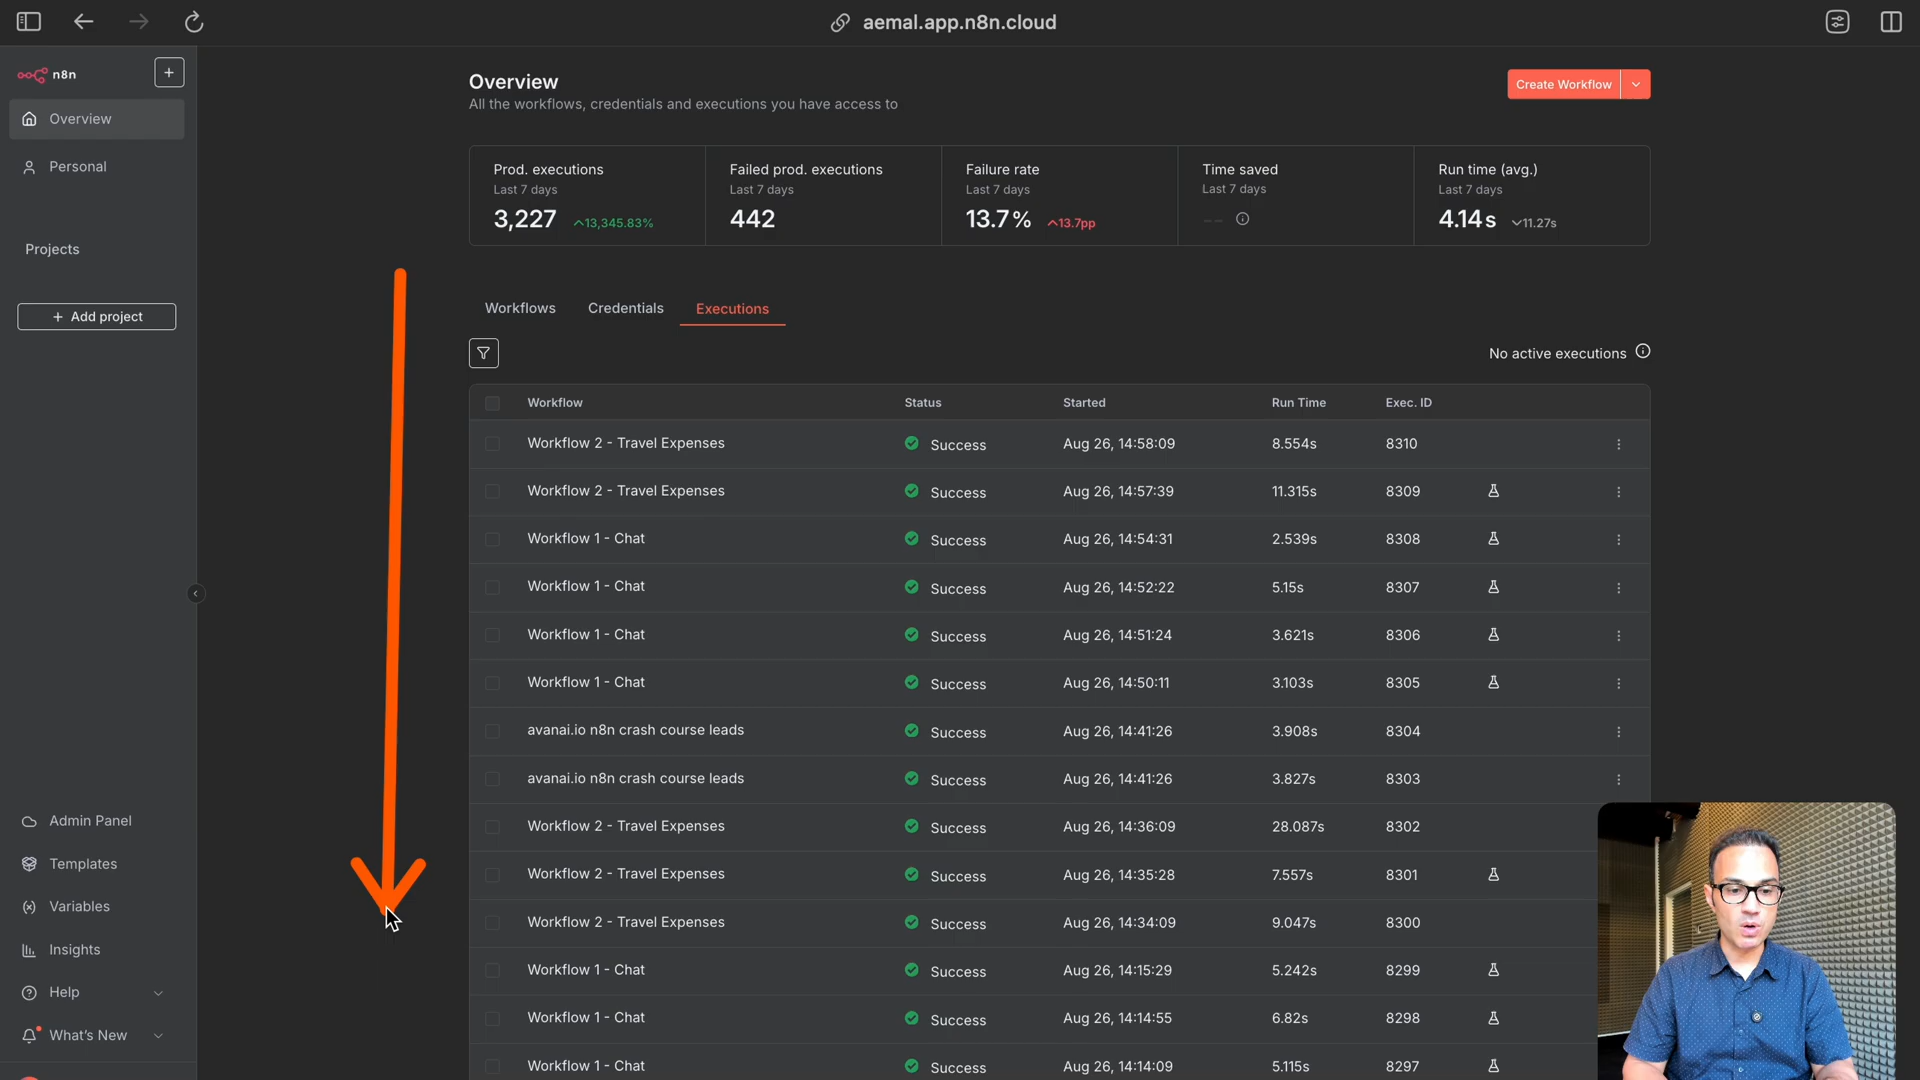 aemal.app.n8n.cloud
n8n
Overview
Personal
Projects
+ Add project
Admin Panel
Templates
Variables
Insights
Help
What's New
Overview
All the workflows, credentials and executions you have access to
Create Workflow
Prod. executions
Last 7 days
3,227 13,345.83%
Failed prod. executions
Last 7 days
442
Failure rate
Last 7 days
13.7% 13.7pp
Time saved
Last 7 days
--
Run time (avg.)
Last 7 days
4.14s 11.27s
Workflows Credentials Executions
No active executions
Workflow Status Started Run Time Exec. ID
Workflow 2 - Travel Expenses Success Aug 26, 14:58:09 8.554s 8310
Workflow 2 - Travel Expenses Success Aug 26, 14:57:39 11.315s 8309
Workflow 1 - Chat Success Aug 26, 14:54:31 2.539s 8308
Workflow 1 - Chat Success Aug 26, 14:52:22 5.15s 8307
Workflow 1 - Chat Success Aug 26, 14:51:24 3.621s 8306
Workflow 1 - Chat Success Aug 26, 14:50:11 3.103s 8305
avanai.io n8n crash course leads Success Aug 26, 14:41:26 3.908s 8304
avanai.io n8n crash course leads Success Aug 26, 14:41:26 3.827s 8303
Workflow 2 - Travel Expenses Success Aug 26, 14:36:09 28.087s 8302
Workflow 2 - Travel Expenses Success Aug 26, 14:35:28 7.557s 8301
Workflow 2 - Travel Expenses Success Aug 26, 14:34:09 9.047s 8300
Workflow 1 - Chat Success Aug 26, 14:15:29 5.242s 8299
Workflow 1 - Chat Success Aug 26, 14:14:55 6.82s 8298
Workflow 1 - Chat Success Aug 26, 14:14:09 5.115s 8297